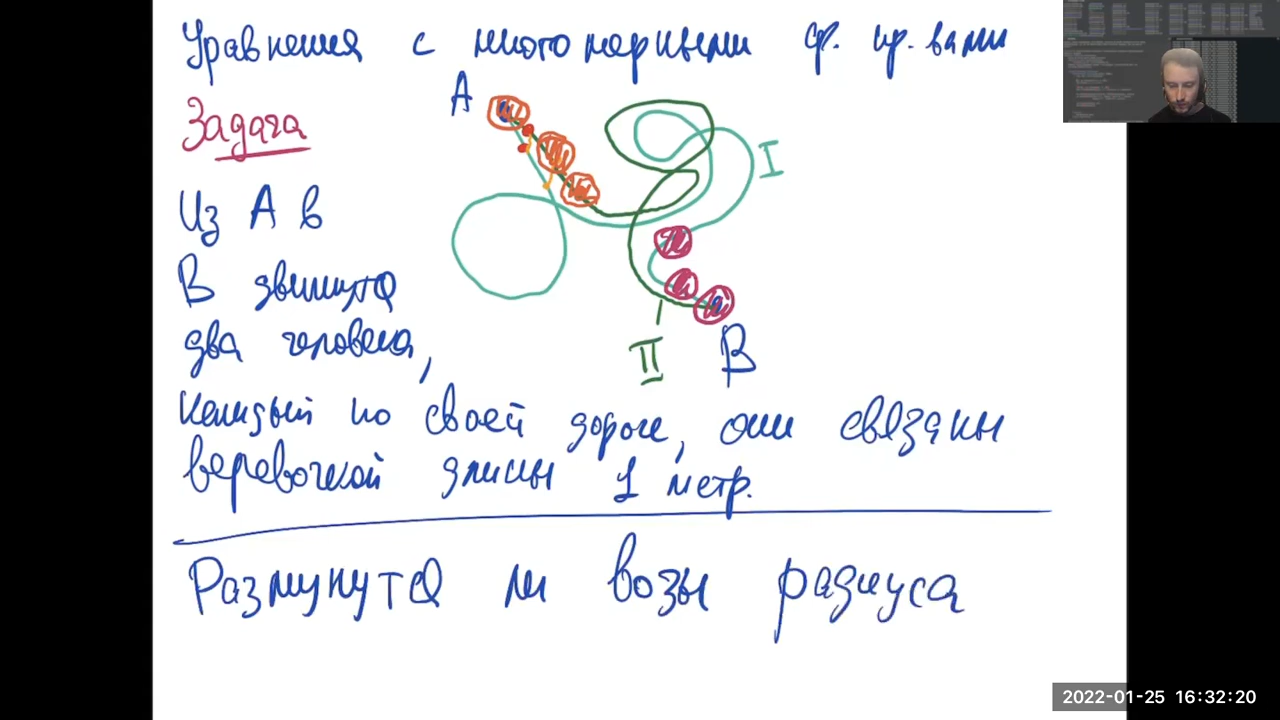 Уравнения с многомерными ф. пр. вами
A
Задача
I
Из A в
B движутся
два человека,
II
B
каждый по своей дороге, они связаны
веревочкой длины 1 метр.
Разминутся ли возы радиуса
2022-01-25 16:32:20